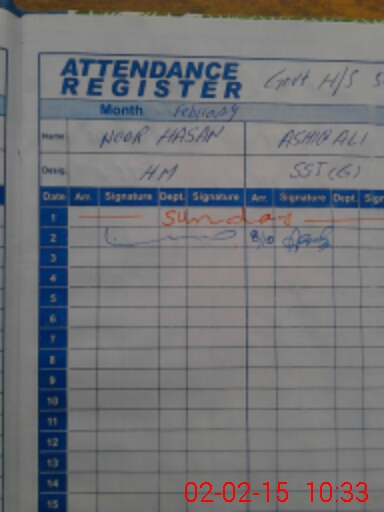 ATTENDANCE
REGISTER
Govt H/S S
Month February
Name NOOR HASAN ASHIQ ALI
Desig. HM SST (G)
Date Arr. Signature Dept. Signature Arr. Signature Dept. Sign
1 Sunday
2 8/10
3
4
5
6
7
8
9
10
11
12
13
14
15
02-02-15 10:33